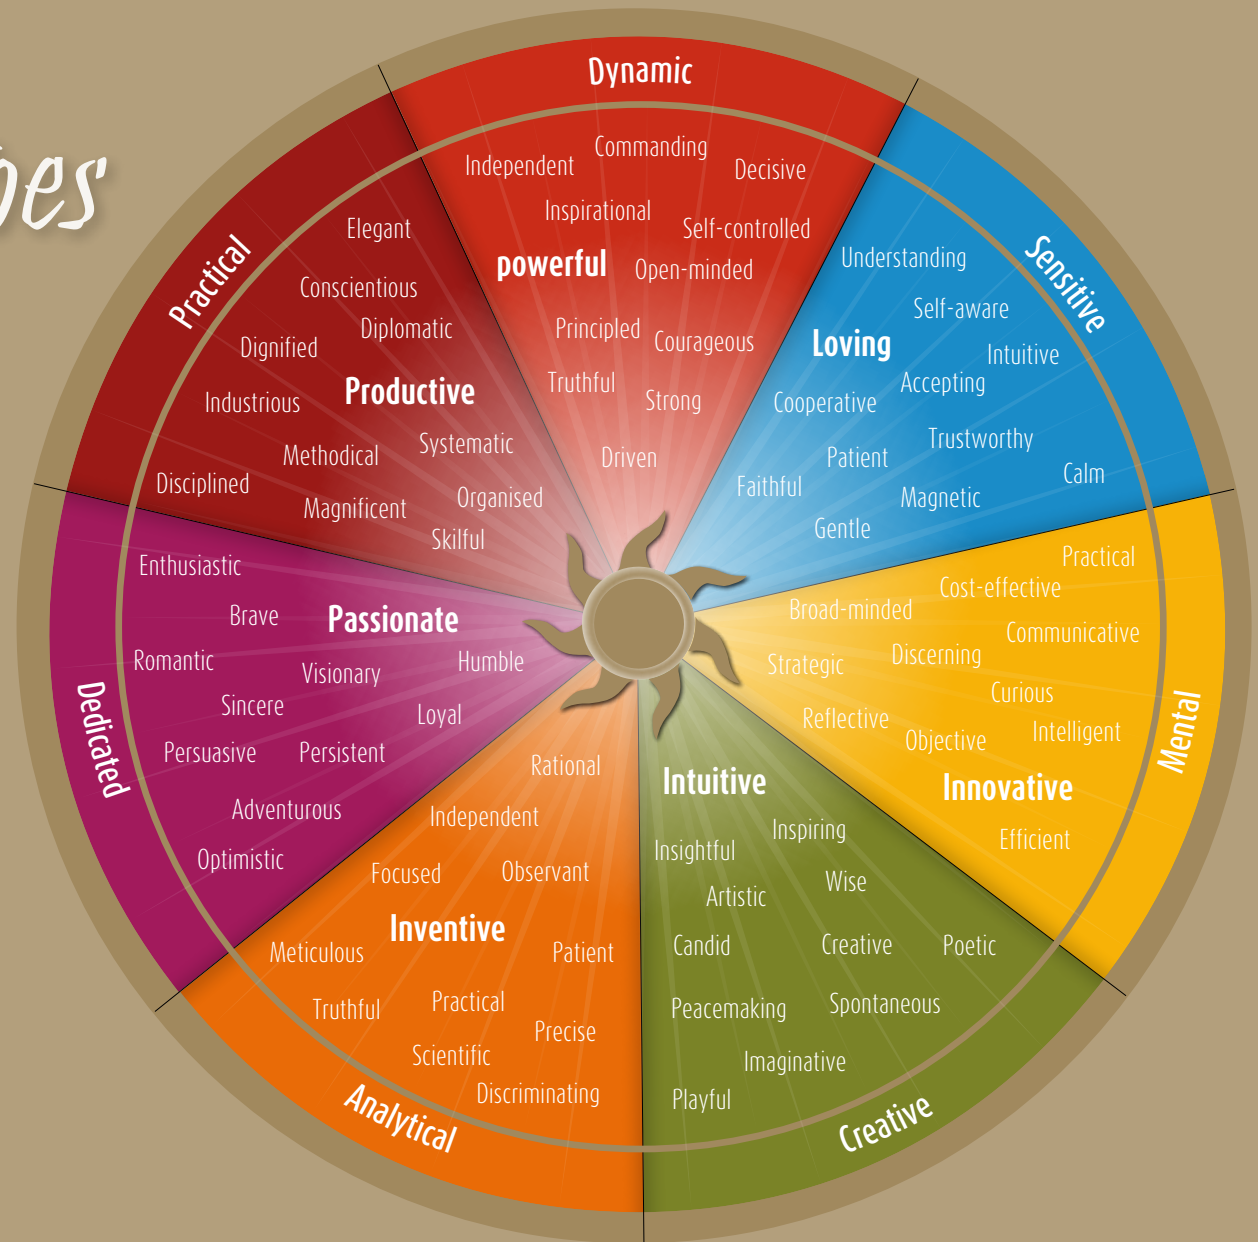 pes
Dynamic
Independent
Commanding
Decisive
Inspirational
Self-controlled
powerful
Open-minded
Principled
Courageous
Truthful
Strong
Driven
Sensitive
Understanding
Self-aware
Loving
Intuitive
Accepting
Cooperative
Trustworthy
Patient
Calm
Faithful
Magnetic
Gentle
Mental
Practical
Cost-effective
Broad-minded
Communicative
Discerning
Strategic
Curious
Reflective
Objective
Intelligent
Innovative
Efficient
Creative
Intuitive
Inspiring
Insightful
Wise
Artistic
Candid
Creative
Poetic
Peacemaking
Spontaneous
Imaginative
Playful
Analytical
Rational
Independent
Focused
Observant
Inventive
Meticulous
Patient
Truthful
Practical
Precise
Scientific
Discriminating
Dedicated
Enthusiastic
Brave
Passionate
Romantic
Visionary
Humble
Sincere
Loyal
Persuasive
Persistent
Adventurous
Optimistic
Practical
Elegant
Conscientious
Diplomatic
Dignified
Productive
Industrious
Systematic
Methodical
Disciplined
Organised
Magnificent
Skilful